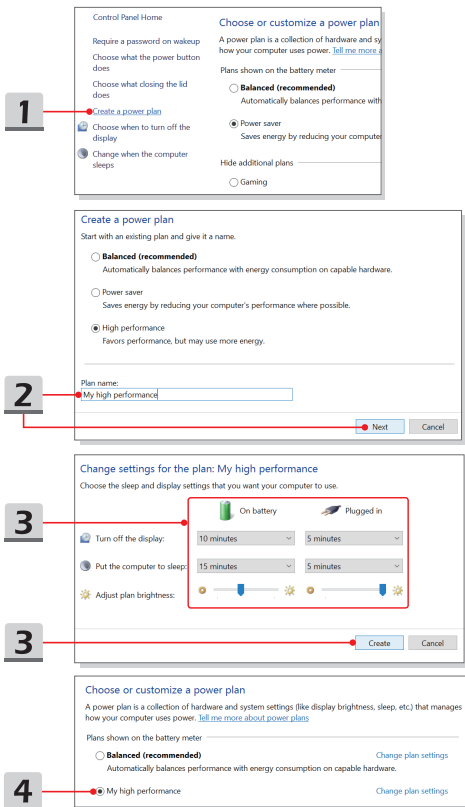 Control Panel Home
Require a password on wakeup
Choose what the power button
does
Choose what closing the lid
does
Create a power plan
Choose when to turn off the
display
Change when the computer
sleeps
Choose or customize a power plan
A power plan is a collection of hardware and sy
how your computer uses power. Tell me more a
Plans shown on the battery meter
Balanced (recommended)
Automatically balances performance with
Power saver
Saves energy by reducing your computer
Hide additional plans
Gaming
1
Create a power plan
Start with an existing plan and give it a name.
Balanced (recommended)
Automatically balances performance with energy consumption on capable hardware.
Power saver
Saves energy by reducing your computer's performance where possible.
High performance
Favors performance, but may use more energy.
Plan name:
2
My high performance
Next Cancel
Change settings for the plan: My high performance
Choose the sleep and display settings that you want your computer to use.
On battery Plugged in
3
Turn off the display: 10 minutes 5 minutes
Put the computer to sleep: 15 minutes 5 minutes
Adjust plan brightness:
3
Create Cancel
Choose or customize a power plan
A power plan is a collection of hardware and system settings (like display brightness, sleep, etc.) that manages
how your computer uses power. Tell me more about power plans
Plans shown on the battery meter
Balanced (recommended) Change plan settings
Automatically balances performance with energy consumption on capable hardware.
4
My high performance Change plan settings